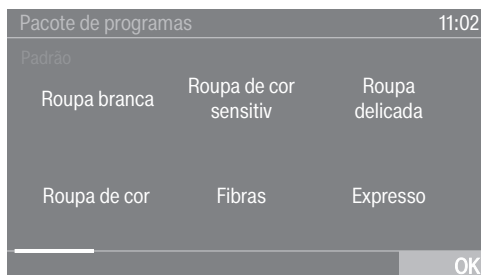 Pacote de programas 11:02
Padrão
Roupa branca
Roupa de cor
sensitiv
Roupa
delicada
Roupa de cor
Fibras
Expresso
OK